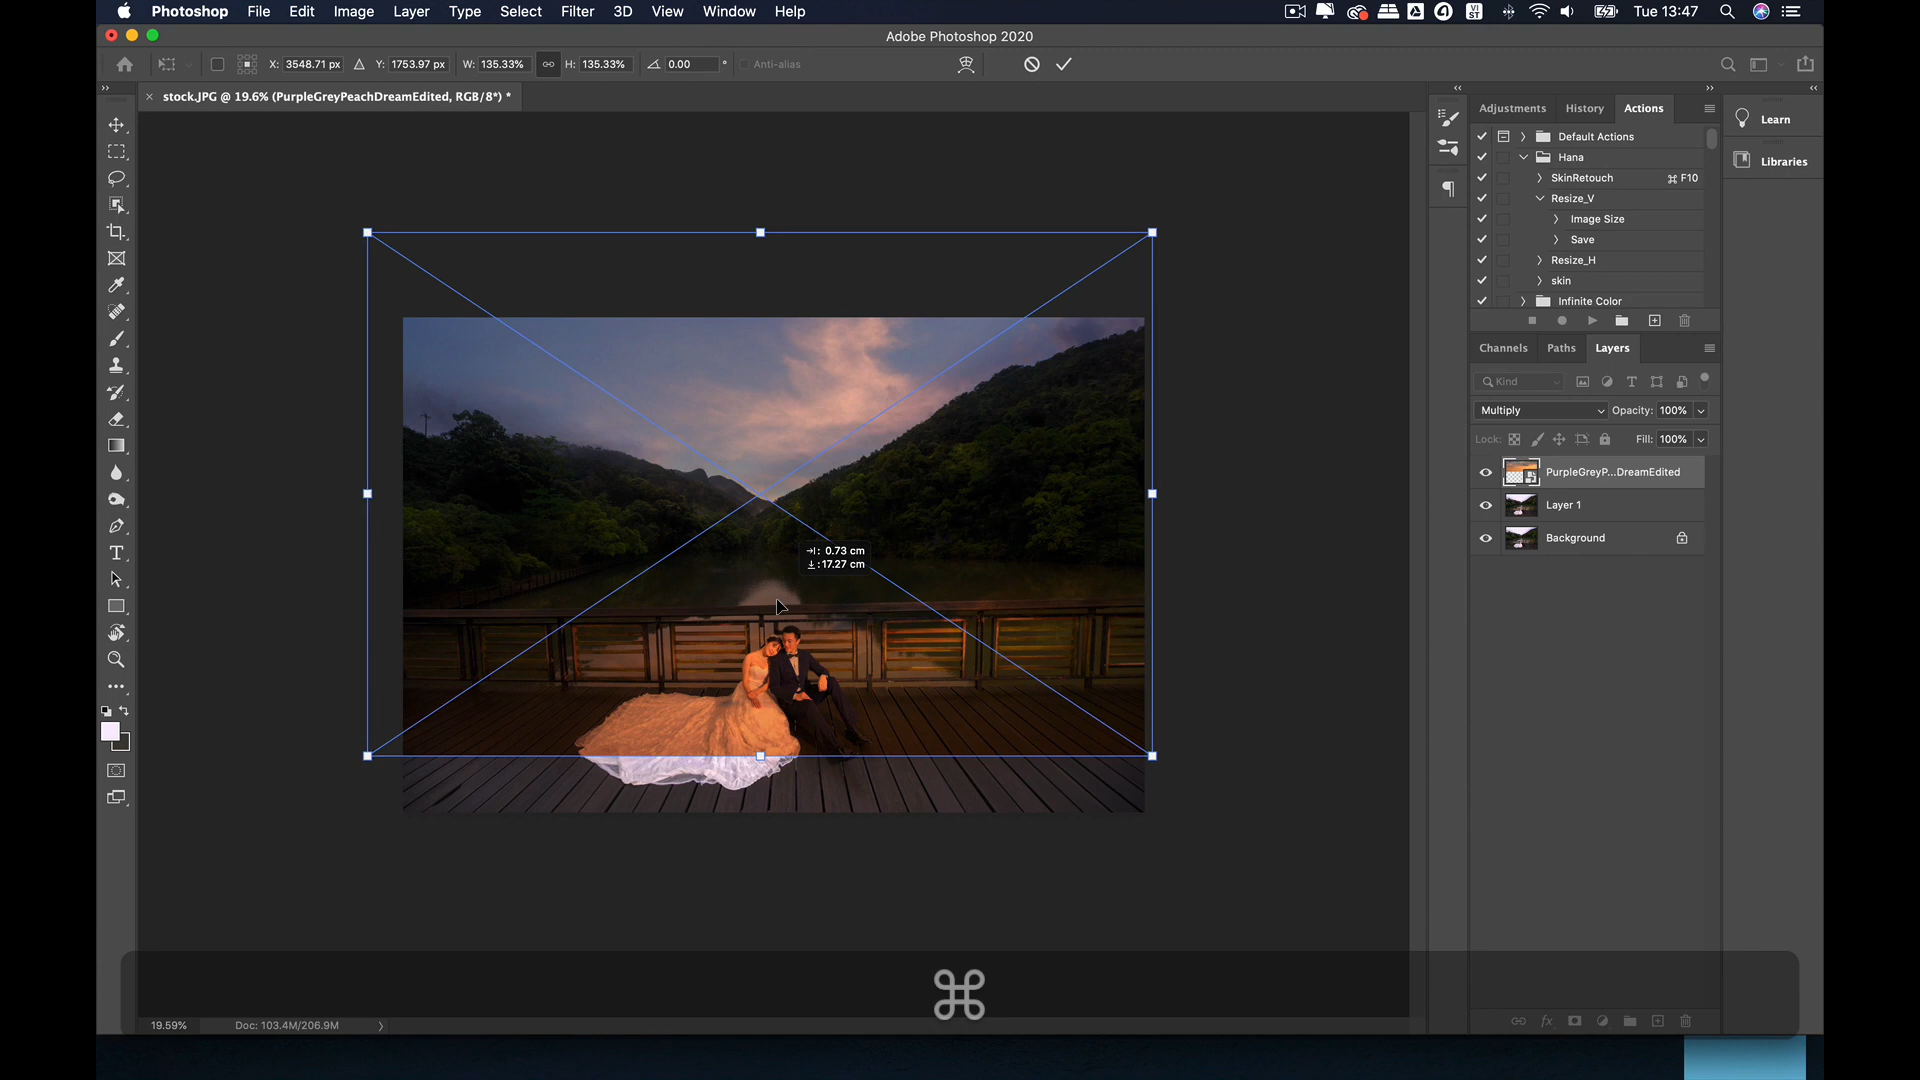 Photoshop File Edit Image Layer Type Select Filter 3D View Window Help
VI
ST
Tue 13:47
Adobe Photoshop 2020
X: 3548.71 px Y: 1753.97 px W: 135.33% H: 135.33% 0.00 ° Anti-alias
× stock.JPG @ 19.6% (PurpleGreyPeachDreamEdited, RGB/8*) *
Adjustments History Actions
Default Actions
Hana
SkinRetouch ⌘ F10
Resize_V
Image Size
Save
Resize_H
skin
Infinite Color
Learn
Libraries
Channels Paths Layers
Kind
Multiply Opacity: 100%
Lock: Fill: 100%
PurpleGreyP...DreamEdited
Layer 1
Background
: 0.73 cm
: 17.27 cm
⌘
19.59% Doc: 103.4M/206.9M